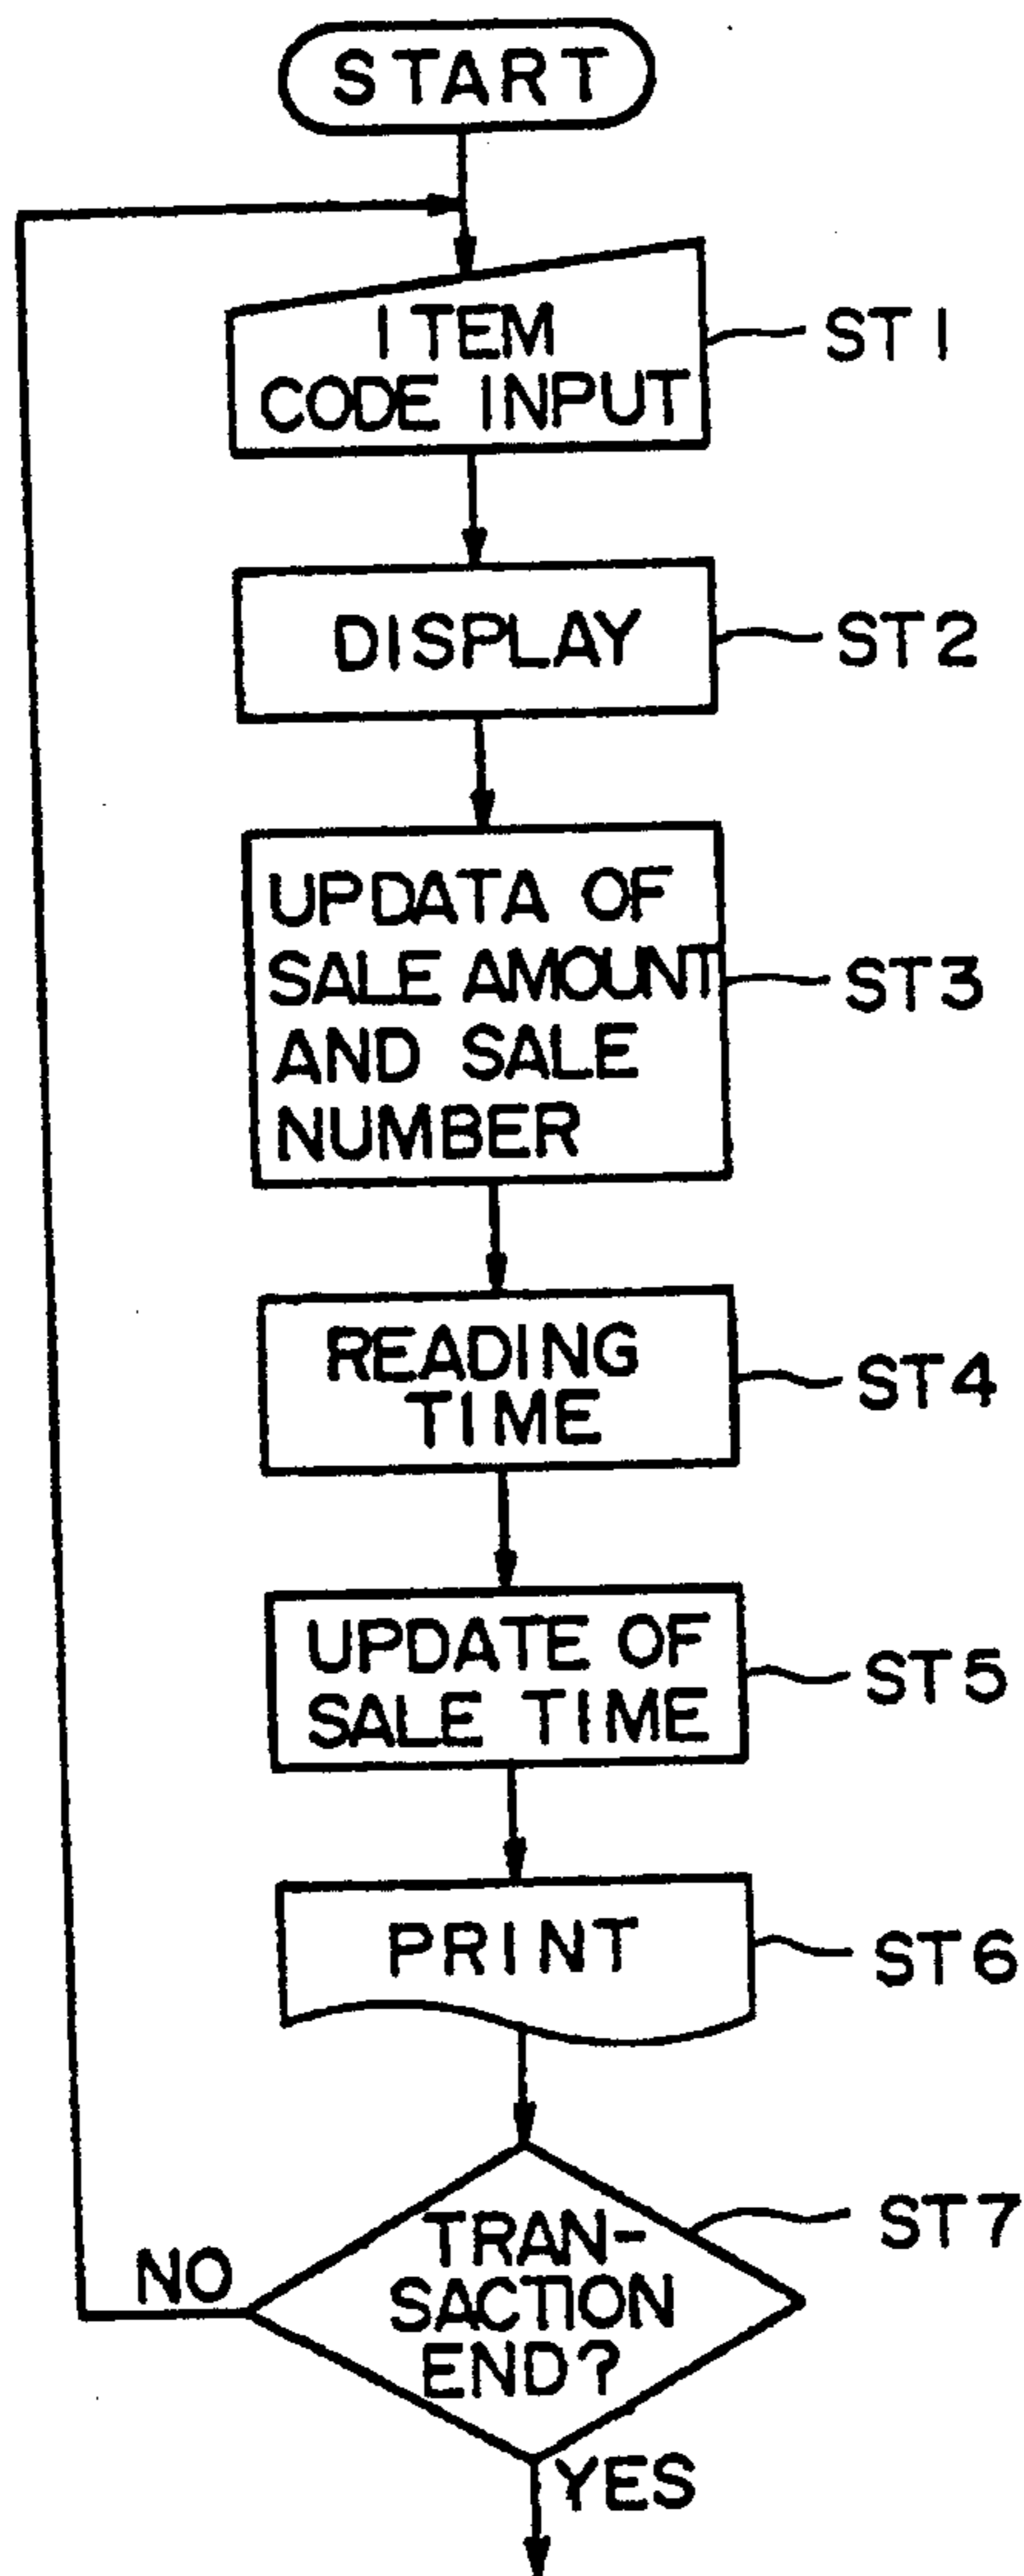 START
ITEM
CODE INPUT
ST1
DISPLAY
ST2
UPDATA OF
SALE AMOUNT
AND SALE
NUMBER
ST3
READING
TIME
ST4
UPDATE OF
SALE TIME
ST5
PRINT
ST6
TRAN-
SACTION
END?
ST7
NO
YES